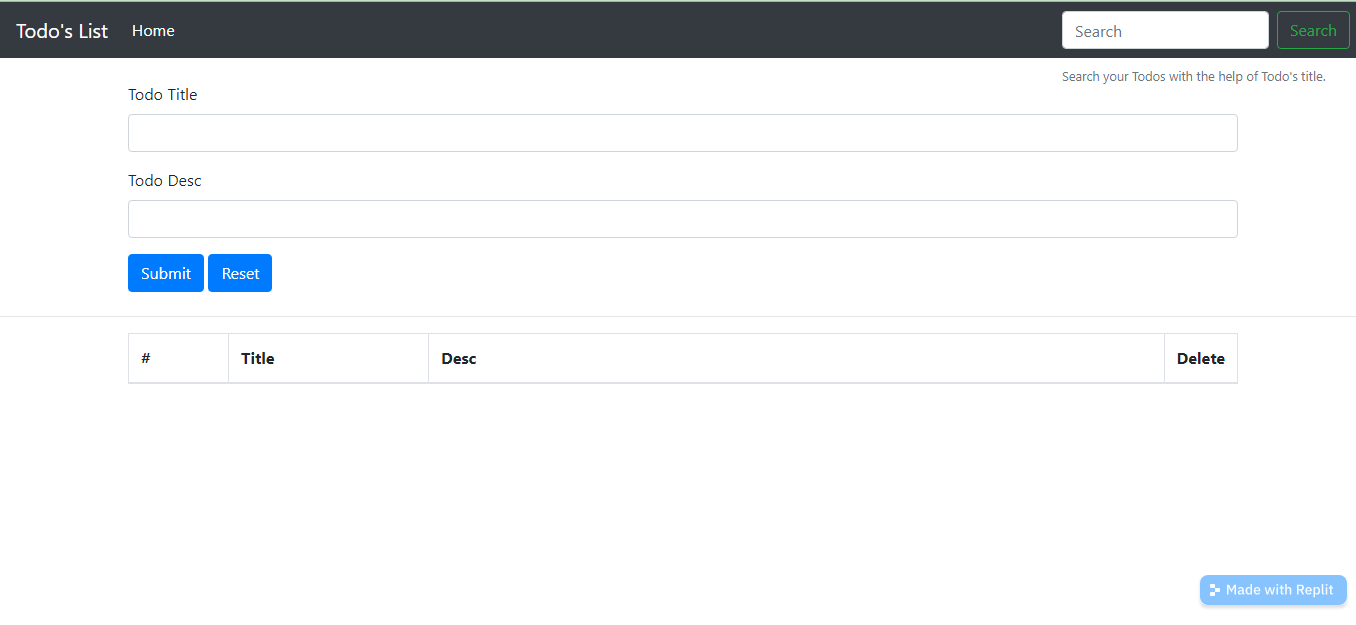 Todo's List Home Search Search
Search your Todos with the help of Todo's title.
Todo Title
Todo Desc
Submit Reset
# Title Desc Delete
Made with Replit